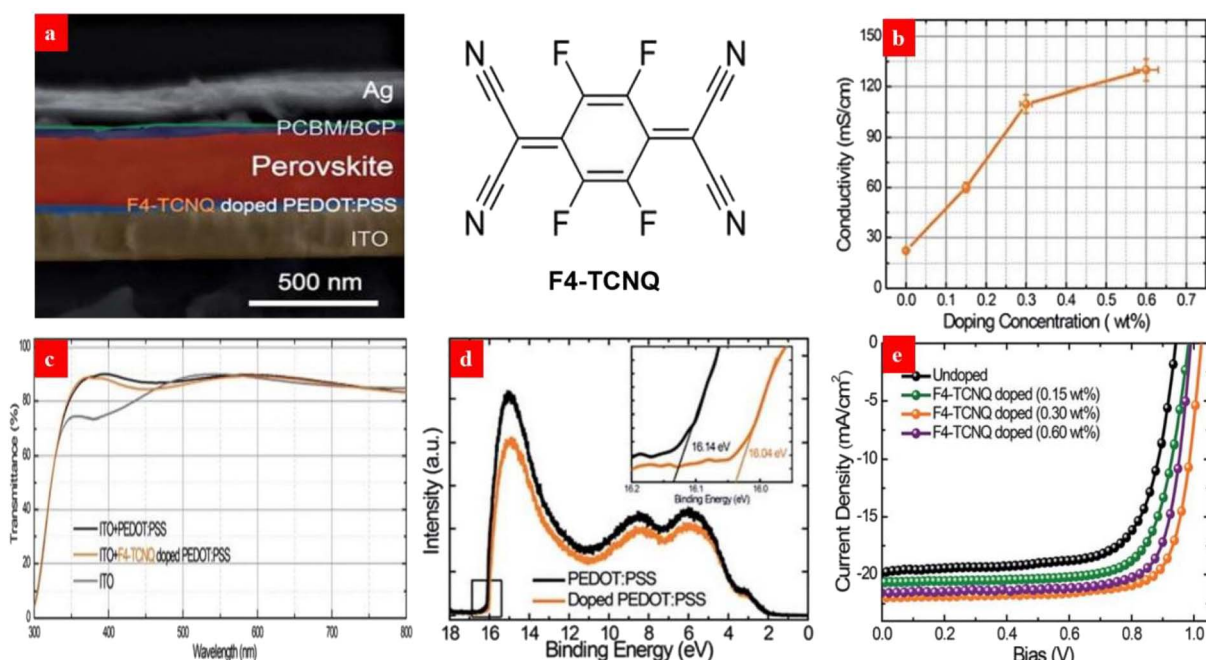 a
Ag
PCBM/BCP
Perovskite
F4-TCNQ doped PEDOT:PSS
ITO
500 nm
N
F
F
N
N
F
F
N
F4-TCNQ
b
150
120
90
60
30
0
Conductivity (mS/cm)
0.0 0.1 0.2 0.3 0.4 0.5 0.6 0.7
Doping Concentration ( wt%)
c
100
80
60
40
20
0
Transmittance (%)
ITO+PEDOT:PSS
ITO+F4-TCNQ doped PEDOT:PSS
ITO
300 400 500 600 700 800
Wavelength (nm)
d
Intensity (a.u.)
16.14 eV
16.04 eV
16.2 16.1 16.0
Binding Energy (eV)
PEDOT:PSS
Doped PEDOT:PSS
18 16 14 12 10 8 6 4 2 0
Binding Energy (eV)
e
0
-5
-10
-15
-20
Current Density (mA/cm2)
Undoped
F4-TCNQ doped (0.15 wt%)
F4-TCNQ doped (0.30 wt%)
F4-TCNQ doped (0.60 wt%)
0.0 0.2 0.4 0.6 0.8 1.0
Bias (V)